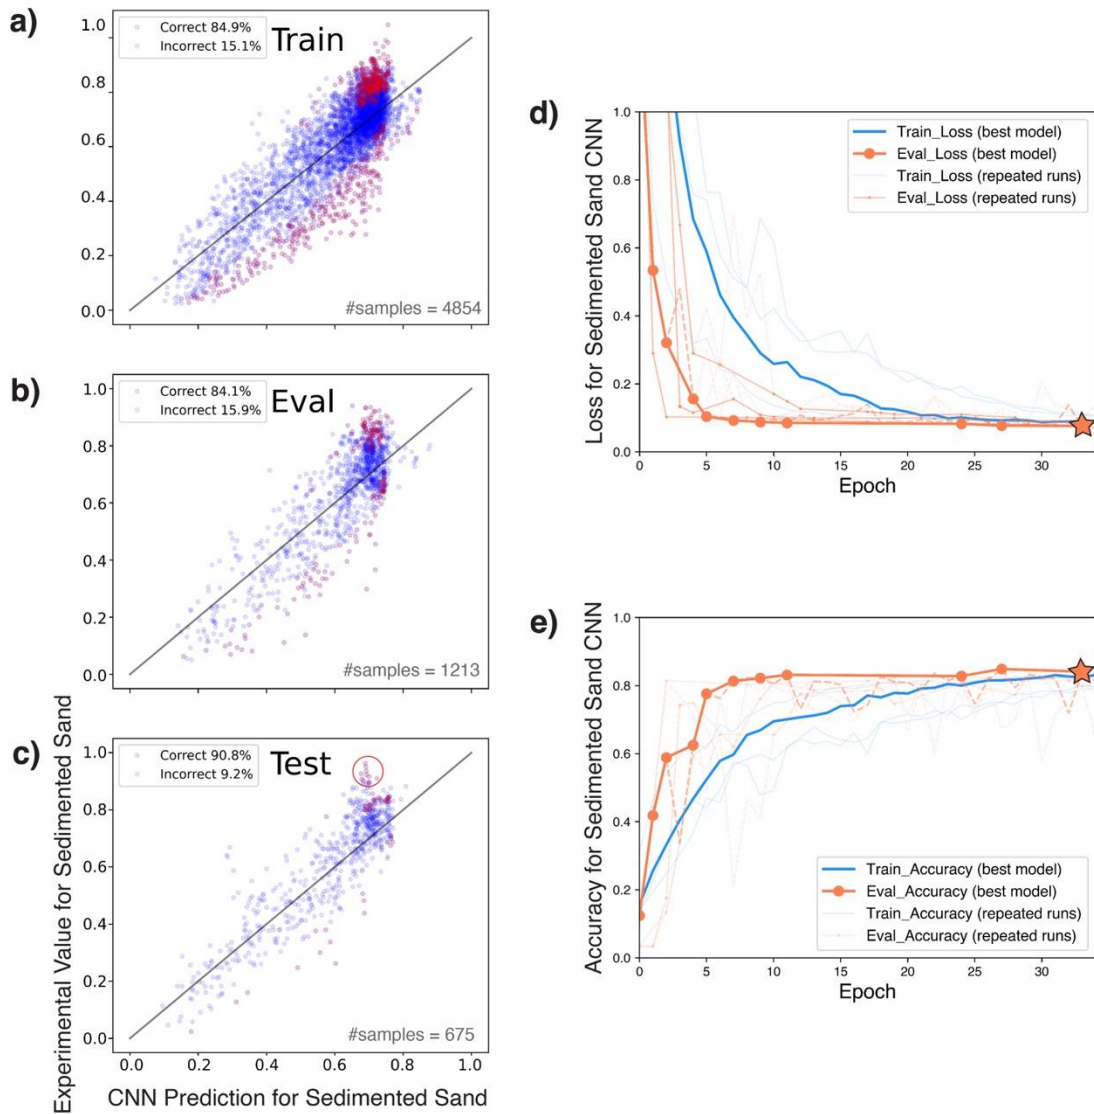 a)
Correct 84.9%
Incorrect 15.1%
Train
1.0
0.8
0.6
0.4
0.2
0.0
#samples = 4854
b)
Correct 84.1%
Incorrect 15.9%
Eval
1.0
0.8
0.6
0.4
0.2
0.0
#samples = 1213
c)
Correct 90.8%
Incorrect 9.2%
Test
1.0
0.8
0.6
0.4
0.2
0.0
#samples = 675
0.0 0.2 0.4 0.6 0.8 1.0
CNN Prediction for Sedimented Sand
Experimental Value for Sedimented Sand
d)
Loss for Sedimented Sand CNN
1.0
0.8
0.6
0.4
0.2
0.0
Train_Loss (best model)
Eval_Loss (best model)
Train_Loss (repeated runs)
Eval_Loss (repeated runs)
0 5 10 15 20 25 30
Epoch
e)
Accuracy for Sedimented Sand CNN
1.0
0.8
0.6
0.4
0.2
0.0
Train_Accuracy (best model)
Eval_Accuracy (best model)
Train_Accuracy (repeated runs)
Eval_Accuracy (repeated runs)
0 5 10 15 20 25 30
Epoch